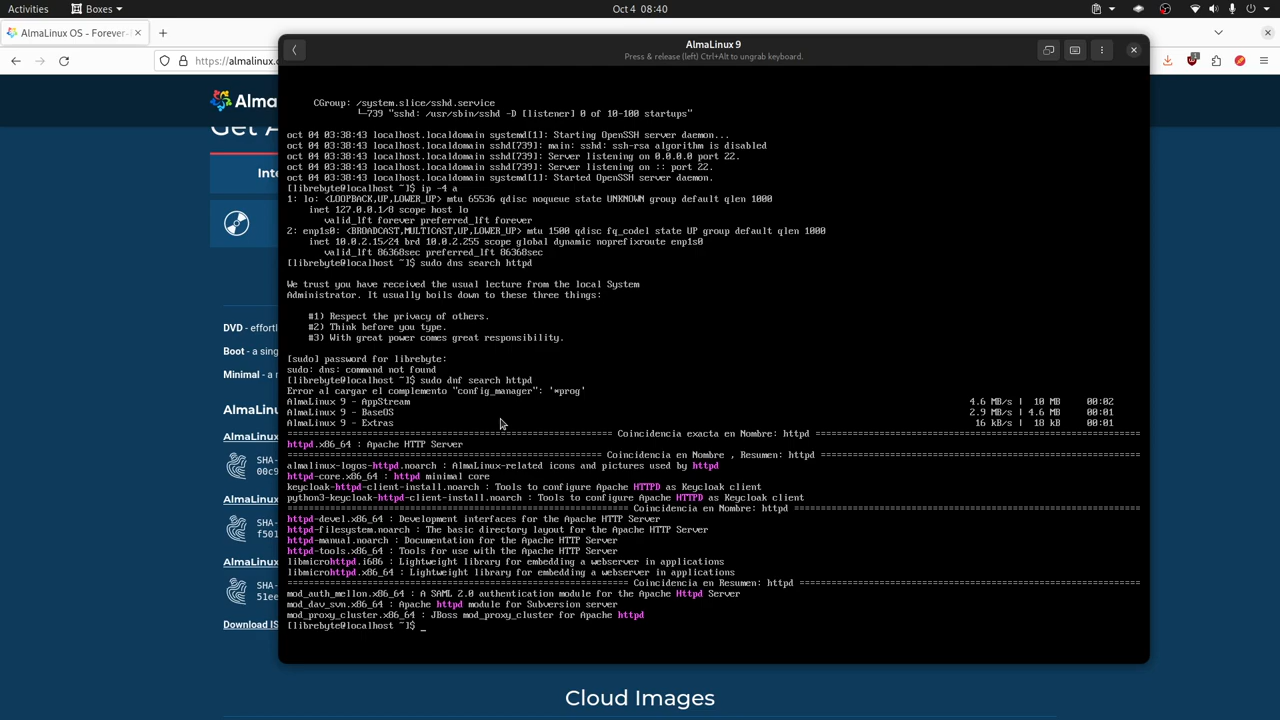 Activities
Boxes
Oct 4 08:40
AlmaLinux OS - Forever-
https://almalinux.
AlmaLinux 9
Press & release (left) Ctrl+Alt to ungrab keyboard.
Alma
Get A
Inte
DVD - effortl
Boot - a sing
Minimal - a r
AlmaLinux
AlmaLinux
SHA-
00c9
AlmaLinux
SHA-
f501
AlmaLinux
SHA-
51ee
Download IS
CGroup: /system.slice/sshd.service
└─739 "sshd: /usr/sbin/sshd -D [listener] 0 of 10-100 startups"
oct 04 03:38:43 localhost.localdomain systemd[1]: Starting OpenSSH server daemon...
oct 04 03:38:43 localhost.localdomain sshd[739]: main: sshd: ssh-rsa algorithm is disabled
oct 04 03:38:43 localhost.localdomain sshd[739]: Server listening on 0.0.0.0 port 22.
oct 04 03:38:43 localhost.localdomain sshd[739]: Server listening on :: port 22.
oct 04 03:38:43 localhost.localdomain systemd[1]: Started OpenSSH server daemon.
[librebyte@localhost ~]$ ip -4 a
1: lo: <LOOPBACK,UP,LOWER_UP> mtu 65536 qdisc noqueue state UNKNOWN group default qlen 1000
inet 127.0.0.1/8 scope host lo
valid_lft forever preferred_lft forever
2: enp1s0: <BROADCAST,MULTICAST,UP,LOWER_UP> mtu 1500 qdisc fq_codel state UP group default qlen 1000
inet 10.0.2.15/24 brd 10.0.2.255 scope global dynamic noprefixroute enp1s0
valid_lft 86368sec preferred_lft 86368sec
[librebyte@localhost ~]$ sudo dns search httpd
We trust you have received the usual lecture from the local System
Administrator. It usually boils down to these three things:
#1) Respect the privacy of others.
#2) Think before you type.
#3) With great power comes great responsibility.
[sudo] password for librebyte:
sudo: dns: command not found
[librebyte@localhost ~]$ sudo dnf search httpd
Error al cargar el complemento "config_manager": '*prog'
AlmaLinux 9 - AppStream 4.6 MB/s | 10 MB 00:02
AlmaLinux 9 - BaseOS 2.9 MB/s | 4.6 MB 00:01
AlmaLinux 9 - Extras 16 kB/s | 18 kB 00:01
============================================================= Coincidencia exacta en Nombre: httpd =============================================================
httpd.x86_64 : Apache HTTP Server
=========================================================== Coincidencia en Nombre , Resumen: httpd ============================================================
almalinux-logos-httpd.noarch : AlmaLinux-related icons and pictures used by httpd
httpd-core.x86_64 : httpd minimal core
keycloak-httpd-client-install.noarch : Tools to configure Apache HTTPD as Keycloak client
python3-keycloak-httpd-client-install.noarch : Tools to configure Apache HTTPD as Keycloak client
================================================================ Coincidencia en Nombre: httpd =================================================================
httpd-devel.x86_64 : Development interfaces for the Apache HTTP Server
httpd-filesystem.noarch : The basic directory layout for the Apache HTTP Server
httpd-manual.noarch : Documentation for the Apache HTTP Server
httpd-tools.x86_64 : Tools for use with the Apache HTTP Server
libmicrohttpd.i686 : Lightweight library for embedding a webserver in applications
libmicrohttpd.x86_64 : Lightweight library for embedding a webserver in applications
================================================================ Coincidencia en Resumen: httpd ================================================================
mod_auth_mellon.x86_64 : A SAML 2.0 authentication module for the Apache Httpd Server
mod_dav_svn.x86_64 : Apache httpd module for Subversion server
mod_proxy_cluster.x86_64 : JBoss mod_proxy_cluster for Apache httpd
[librebyte@localhost ~]$ _
Cloud Images